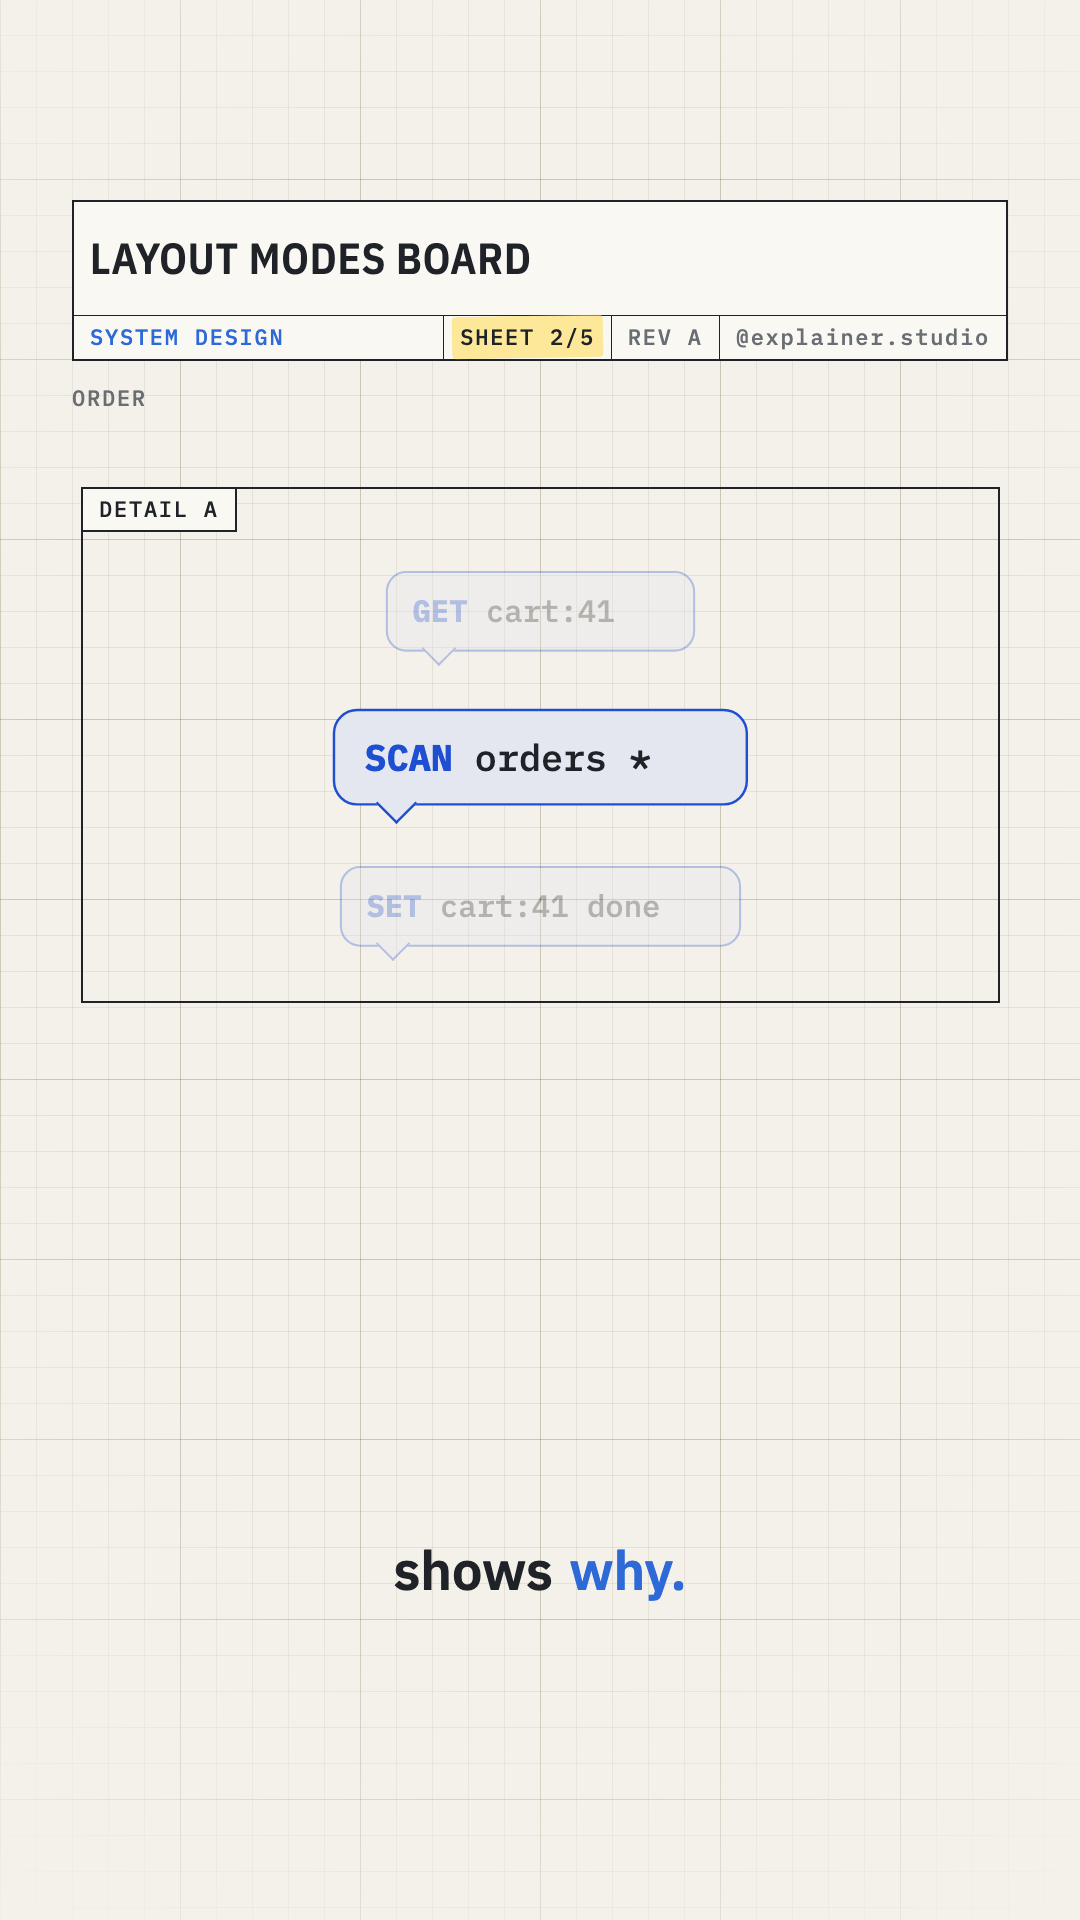 LAYOUT MODES BOARD
SYSTEM DESIGN SHEET 2/5 REV A @explainer.studio
ORDER
DETAIL A
GET cart:41
SCAN orders *
SET cart:41 done
shows why.